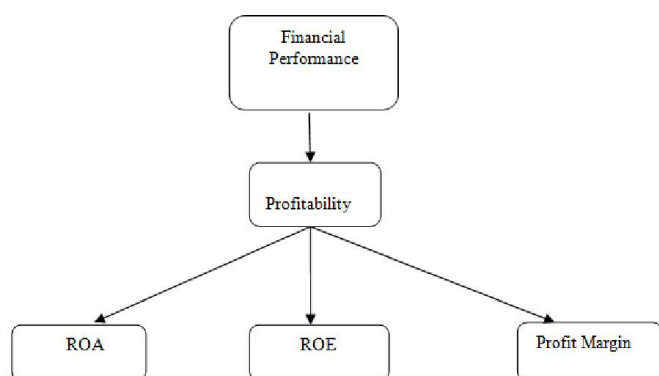 Financial
Performance
Profitability
ROA
ROE
Profit Margin